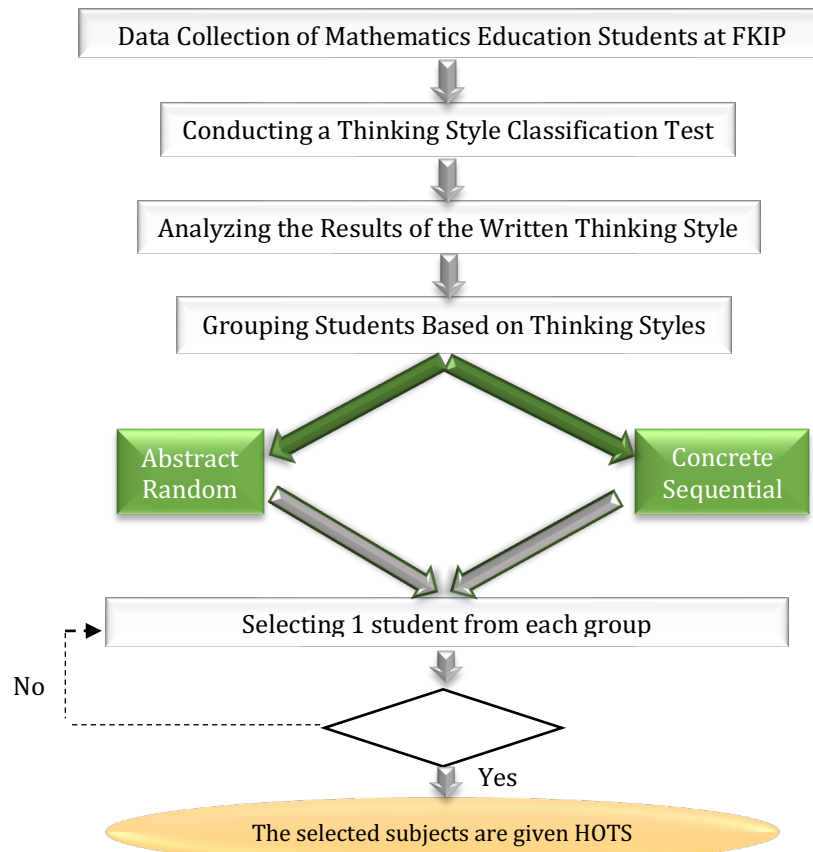 Data Collection of Mathematics Education Students at FKIP
Conducting a Thinking Style Classification Test
Analyzing the Results of the Written Thinking Style
Grouping Students Based on Thinking Styles
Abstract
Random
Concrete
Sequential
Selecting 1 student from each group
No
Yes
The selected subjects are given HOTS